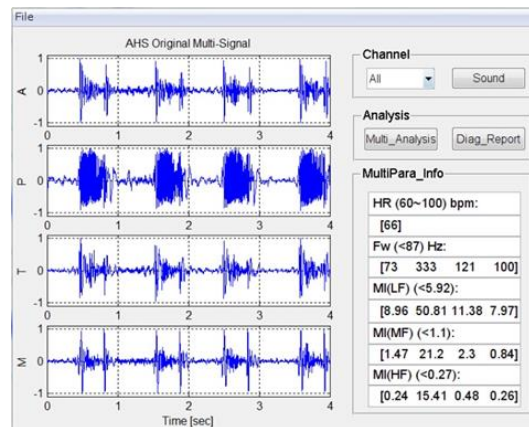 File
AHS Original Multi-Signal
A
1
0
-1
0 1 2 3 4
P
1
0
-1
0 1 2 3 4
T
1
0
-1
0 1 2 3 4
M
1
0
-1
0 1 2 3 4
Time [sec]
Channel
All
Sound
Analysis
Multi_Analysis
Diag_Report
MultiPara_Info
HR (60~100) bpm:
[66]
Fw (<87) Hz:
[73 333 121 100]
MI(LF) (<5.92):
[8.96 50.81 11.38 7.97]
MI(MF) (<1.1):
[1.47 21.2 2.3 0.84]
MI(HF) (<0.27):
[0.24 15.41 0.48 0.26]